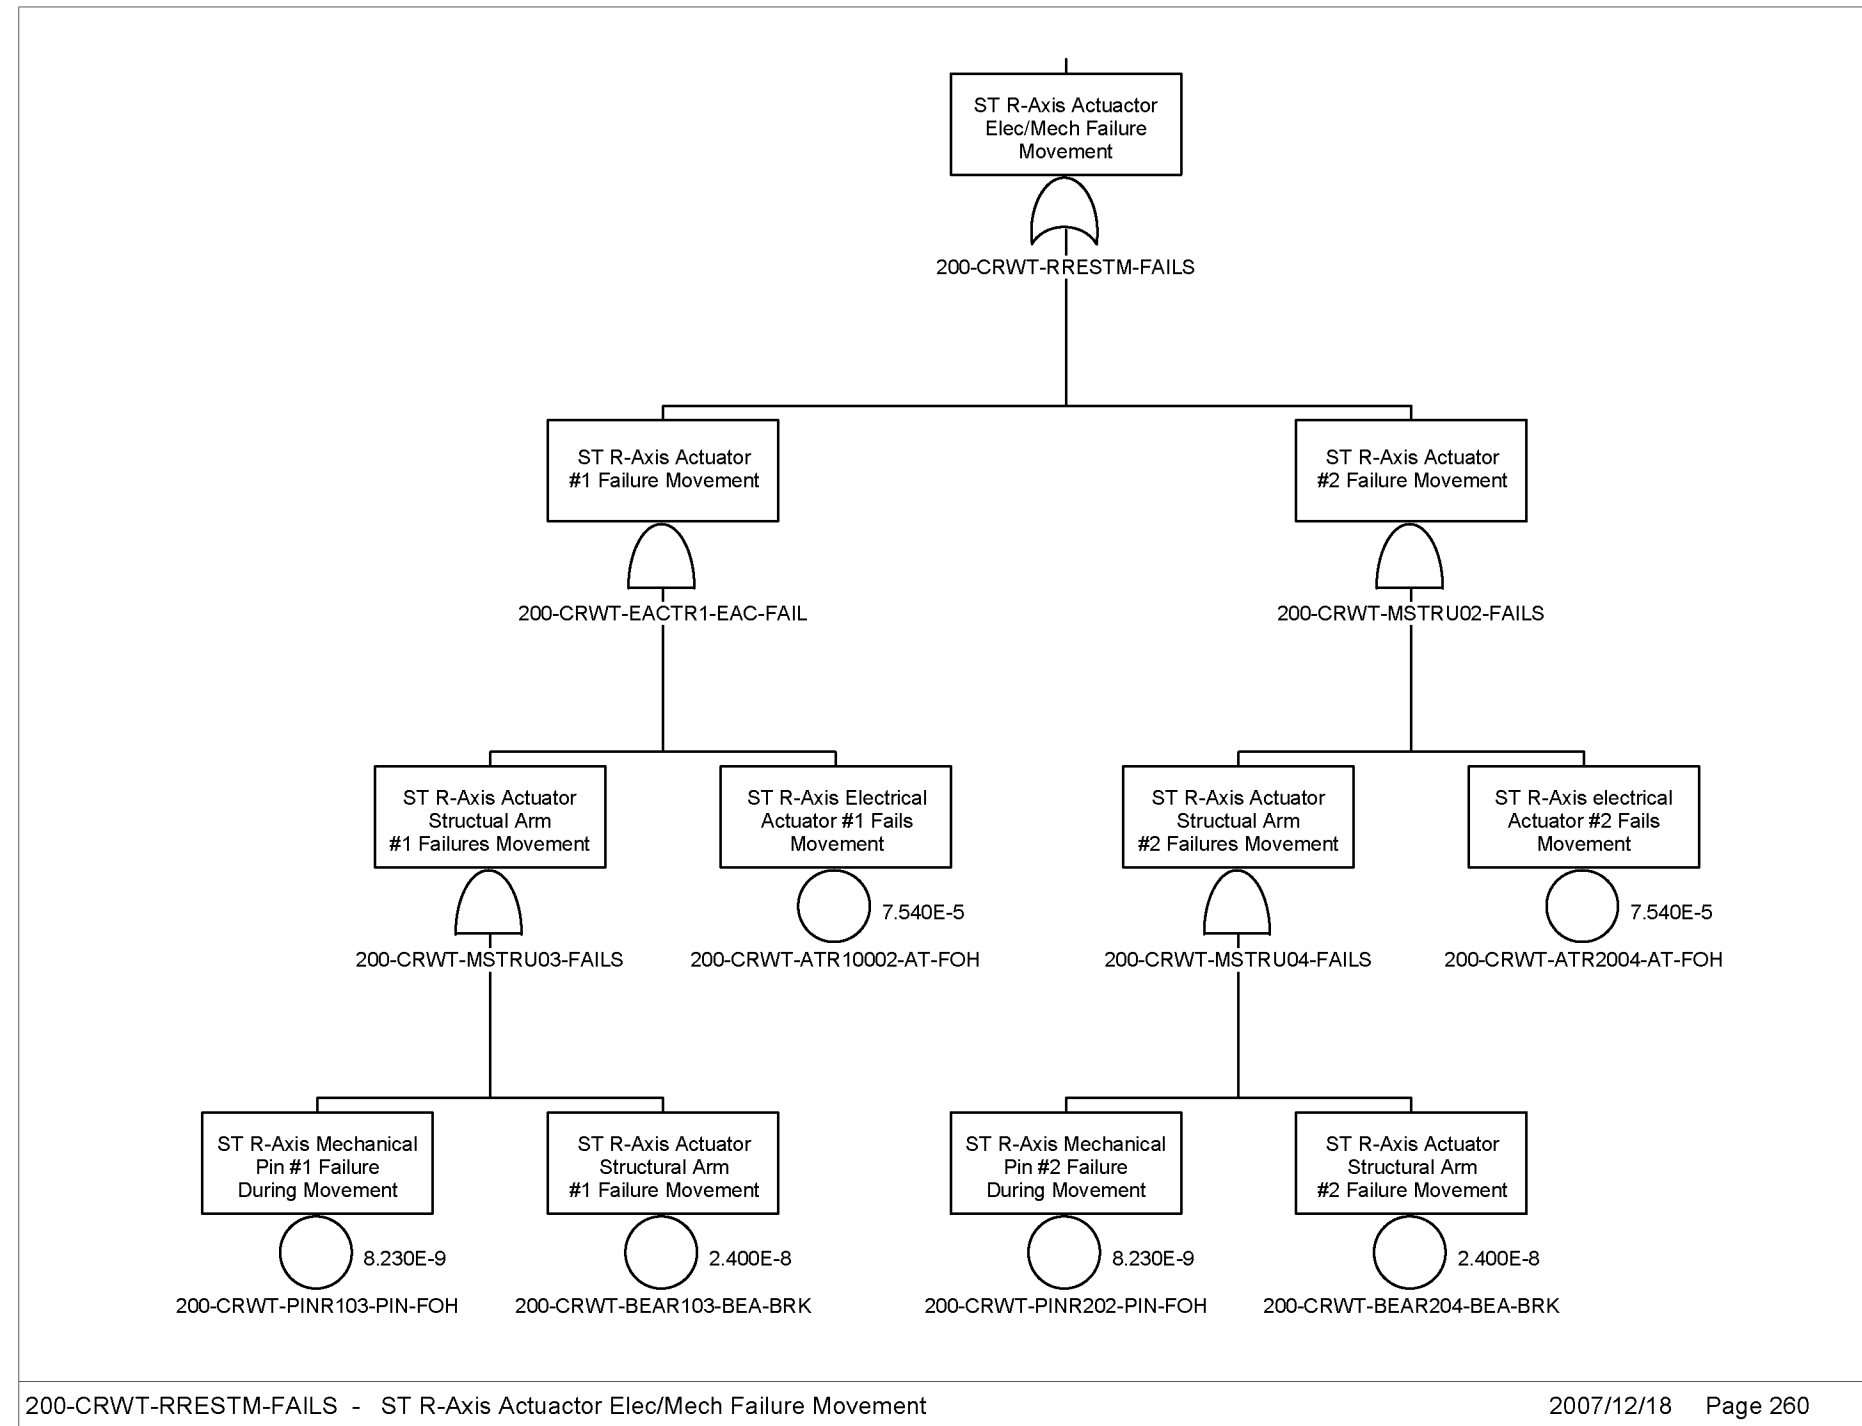 ST R-Axis Actuactor
Elec/Mech Failure
Movement
200-CRWT-RRESTM-FAILS
ST R-Axis Actuator
#1 Failure Movement
200-CRWT-EACTR1-EAC-FAIL
ST R-Axis Actuator
#2 Failure Movement
200-CRWT-MSTRU02-FAILS
ST R-Axis Actuator
Structual Arm
#1 Failures Movement
200-CRWT-MSTRU03-FAILS
ST R-Axis Electrical
Actuator #1 Fails
Movement
7.540E-5
200-CRWT-ATR10002-AT-FOH
ST R-Axis Actuator
Structual Arm
#2 Failures Movement
200-CRWT-MSTRU04-FAILS
ST R-Axis electrical
Actuator #2 Fails
Movement
7.540E-5
200-CRWT-ATR2004-AT-FOH
ST R-Axis Mechanical
Pin #1 Failure
During Movement
8.230E-9
200-CRWT-PINR103-PIN-FOH
ST R-Axis Actuator
Structural Arm
#1 Failure Movement
2.400E-8
200-CRWT-BEAR103-BEA-BRK
ST R-Axis Mechanical
Pin #2 Failure
During Movement
8.230E-9
200-CRWT-PINR202-PIN-FOH
ST R-Axis Actuator
Structural Arm
#2 Failure Movement
2.400E-8
200-CRWT-BEAR204-BEA-BRK
200-CRWT-RRESTM-FAILS - ST R-Axis Actuactor Elec/Mech Failure Movement
2007/12/18 Page 260